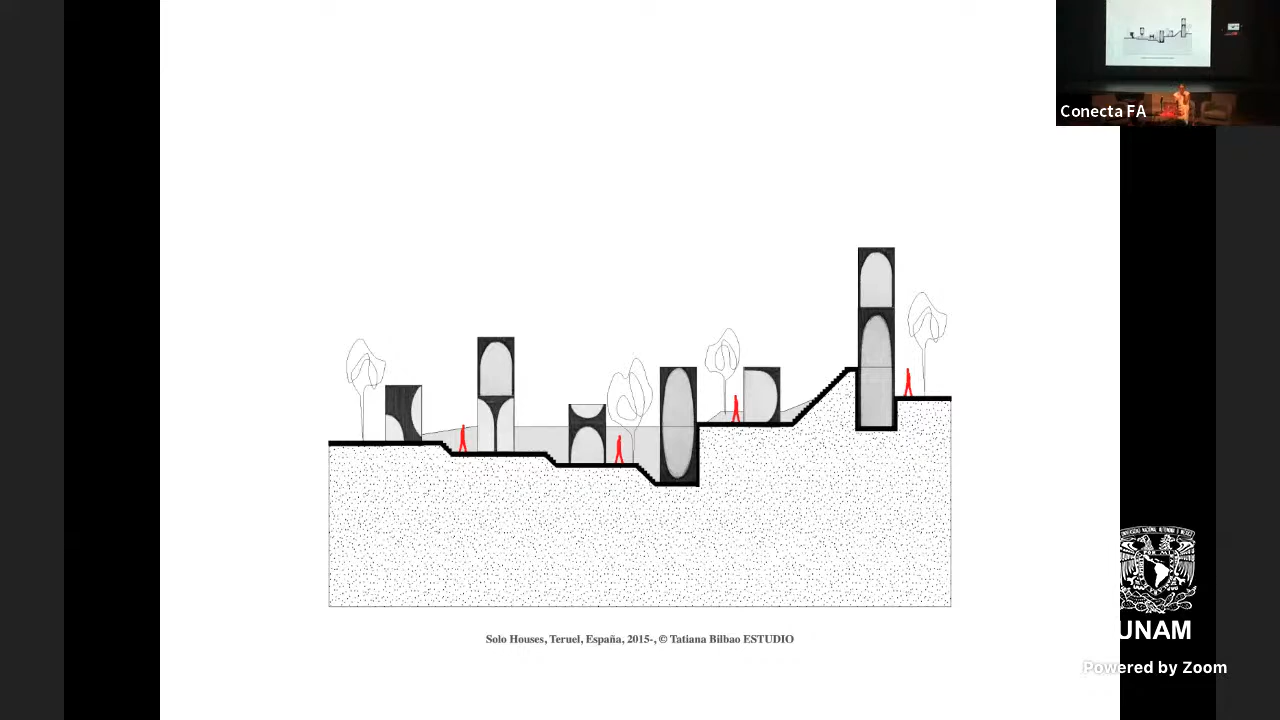 Conecta FA
Solo Houses, Teruel, España, 2015-, © Tatiana Bilbao ESTUDIO
UNAM
Powered by Zoom